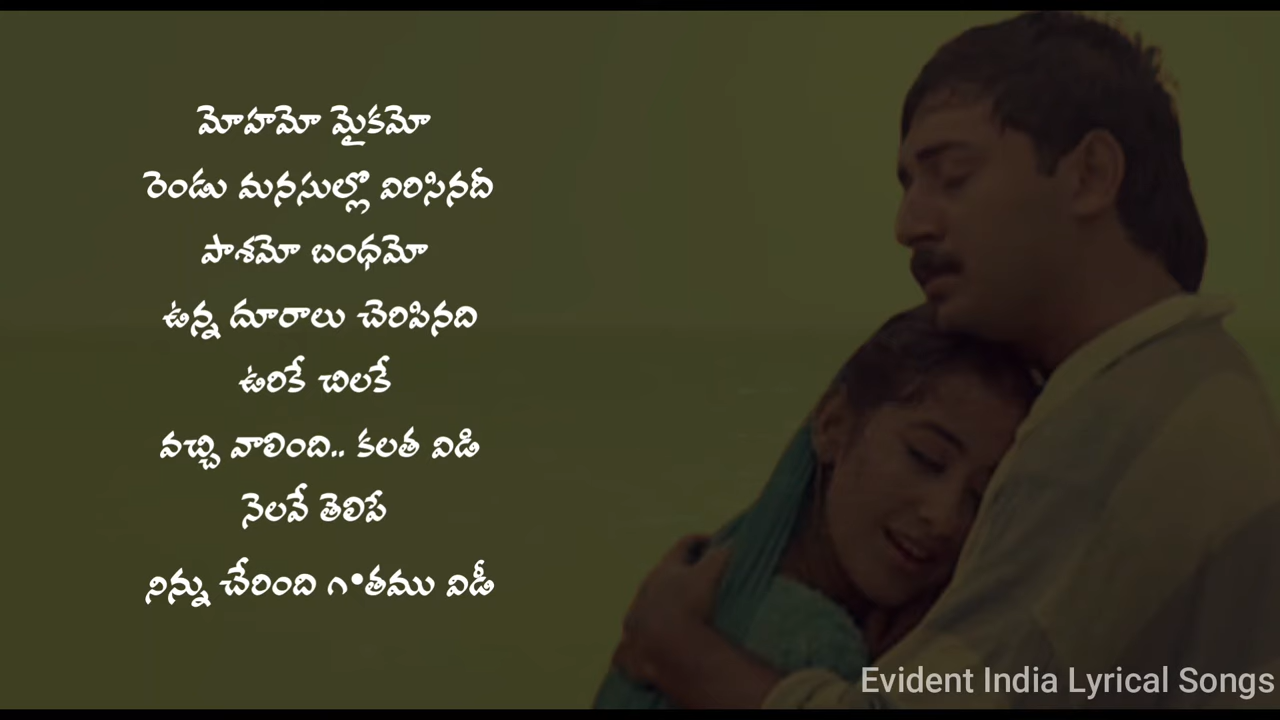 మోహమో మైకమో
రెండు మనసుల్లొ విరిసినదీ
పాశమో బంధమో
ఉన్న దూరాలు చెరిపినది
ఉరికే చిలకే
వచ్చి వాలింది.. కలత విడి
నెలవే తెలిపే
నిన్ను చేరింది గ•తము విడీ
Evident India Lyrical Songs